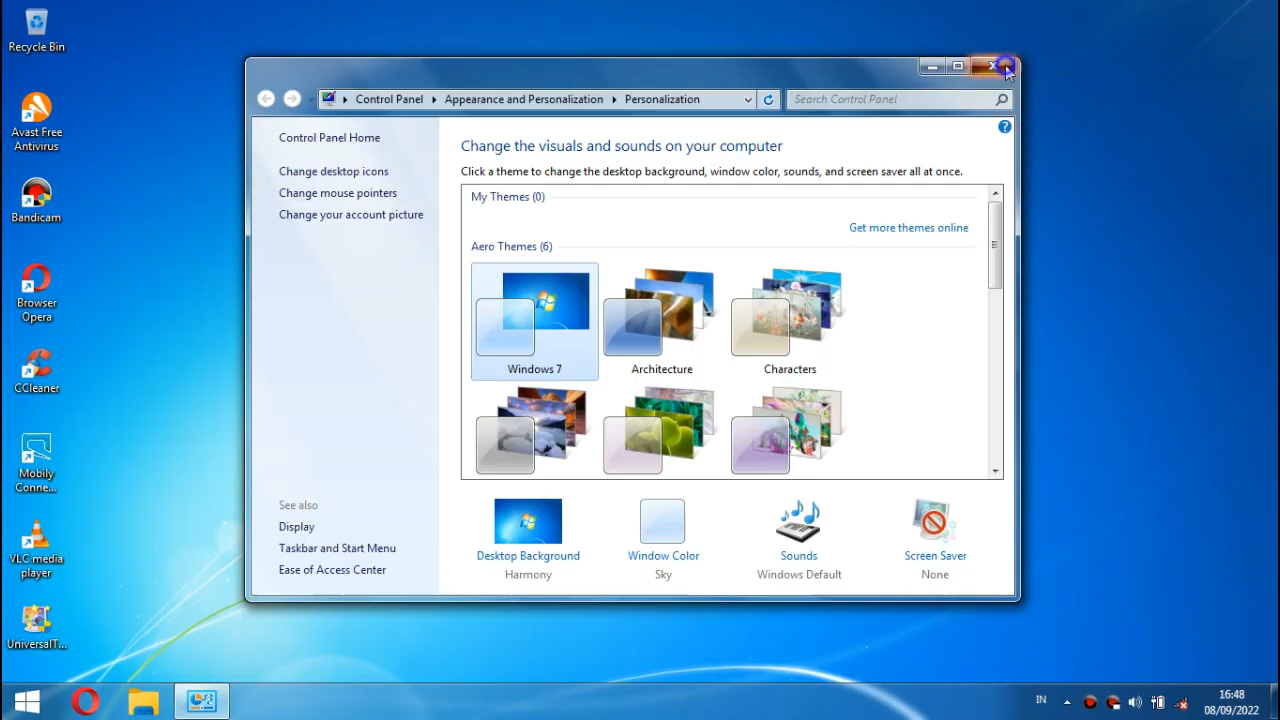 Recycle Bin
Avast Free
Antivirus
Bandicam
Browser
Opera
CCleaner
Mobily
Conne...
VLC media
player
UniversalT...
Control Panel
Appearance and Personalization
Personalization
Search Control Panel
Control Panel Home
Change desktop icons
Change mouse pointers
Change your account picture
See also
Display
Taskbar and Start Menu
Ease of Access Center
Change the visuals and sounds on your computer
Click a theme to change the desktop background, window color, sounds, and screen saver all at once.
My Themes (0)
Get more themes online
Aero Themes (6)
Windows 7
Architecture
Characters
Desktop Background
Harmony
Window Color
Sky
Sounds
Windows Default
Screen Saver
None
IN
16:48
08/09/2022